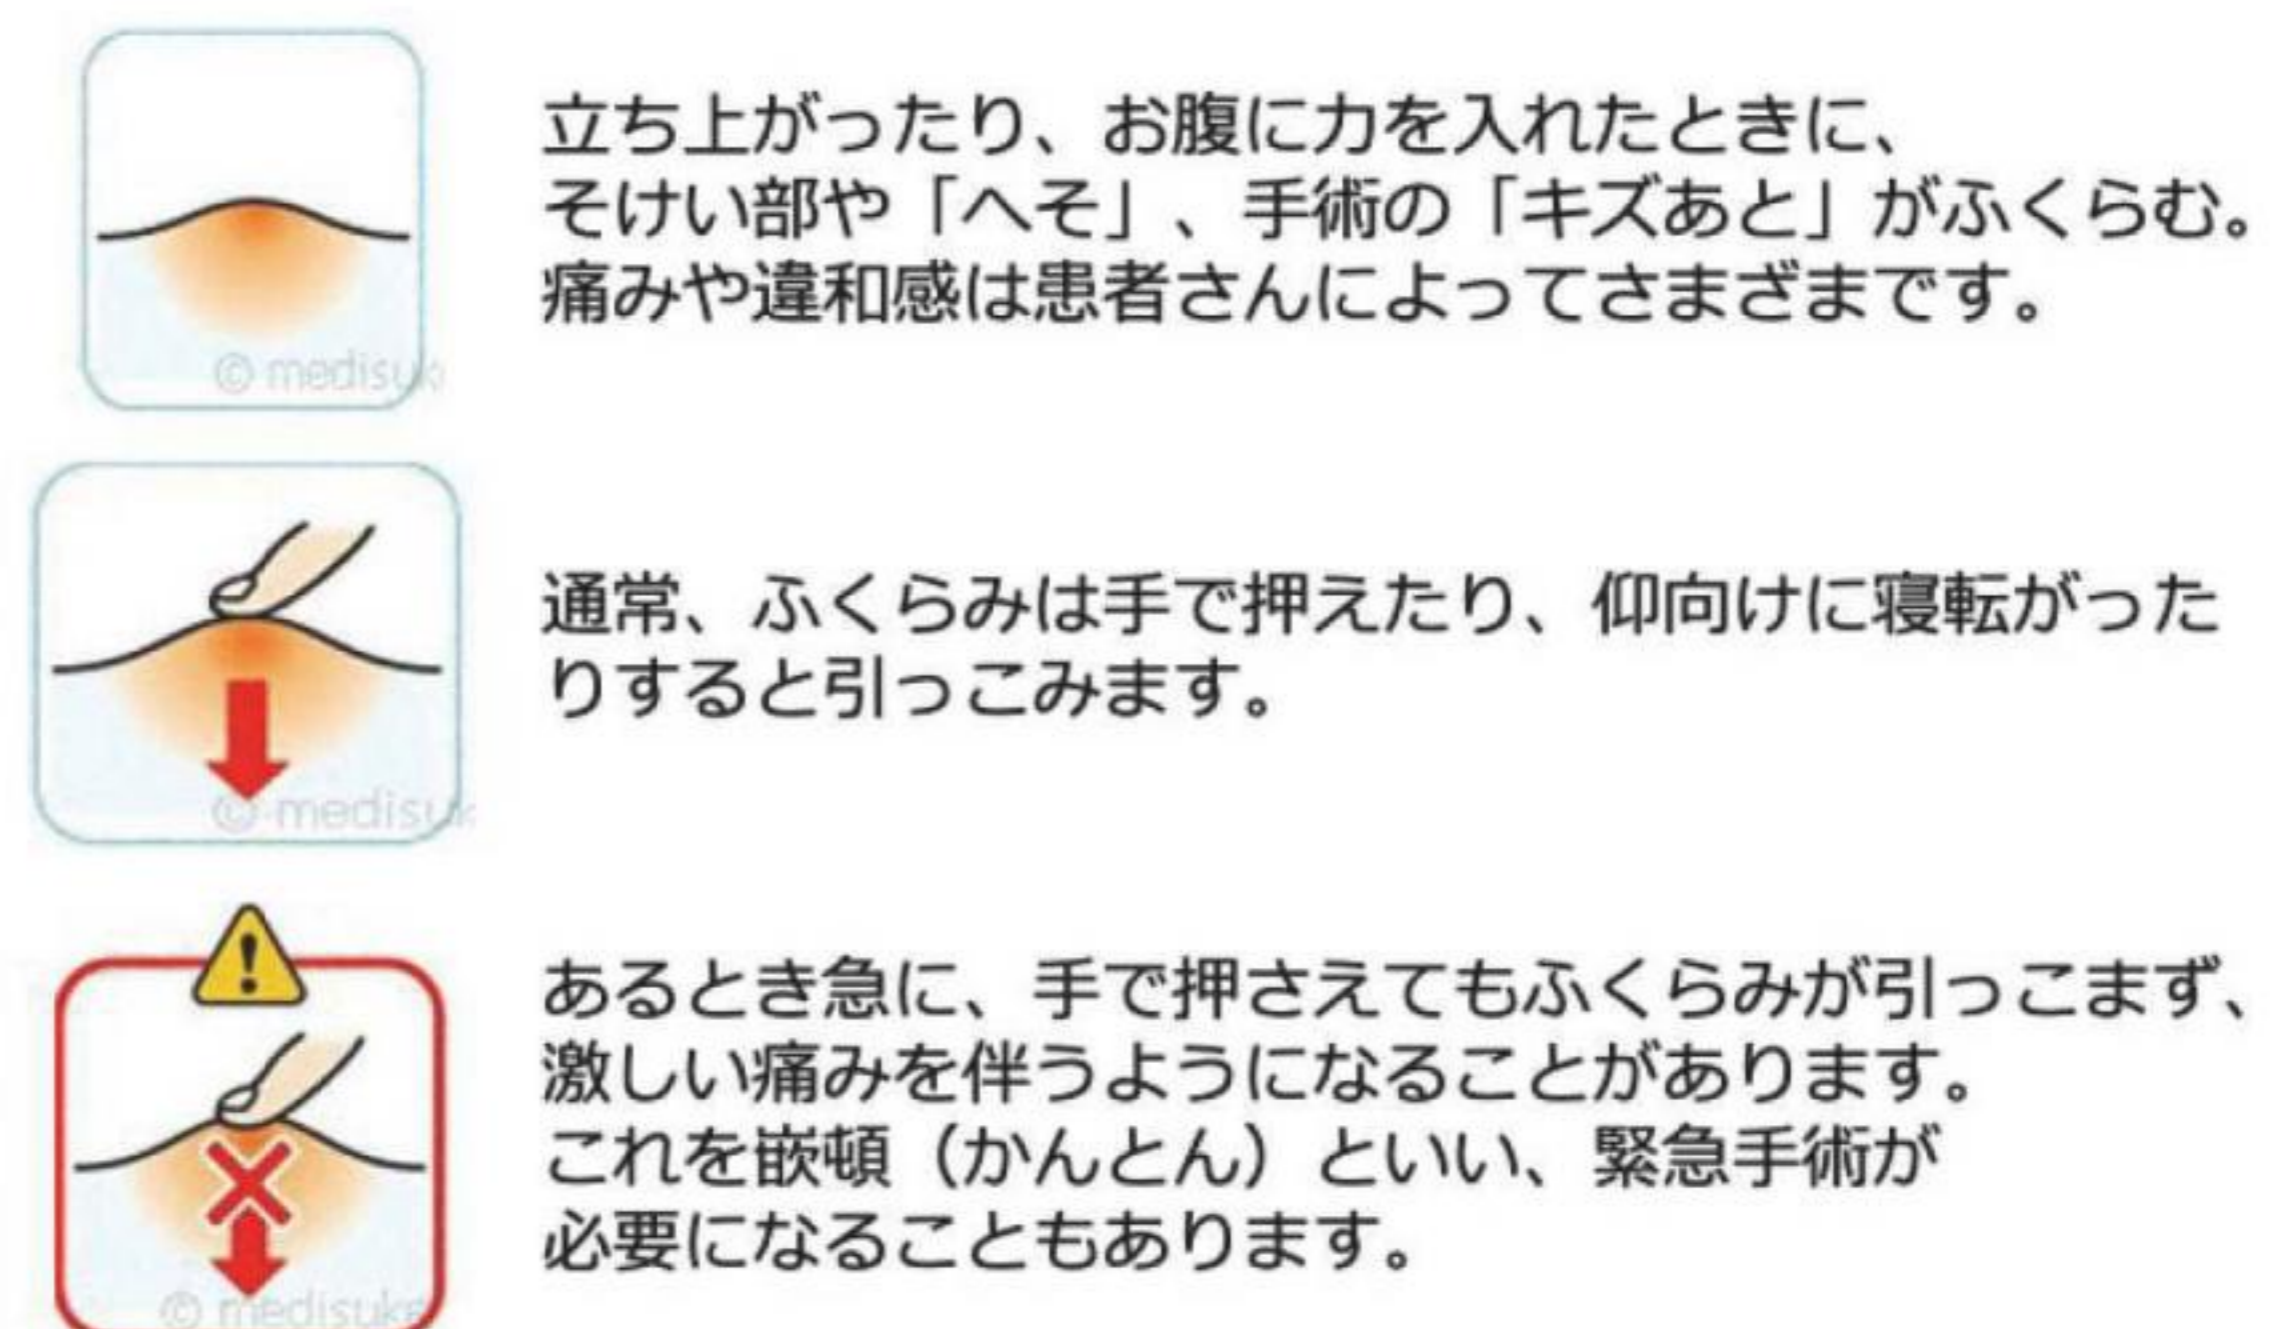 立ち上がったり、お腹に力を入れたときに、
そけい部や「へそ」、手術の「キズあと」がふくらむ。
痛みや違和感は患者さんによってさまざまです。
© medisuk
通常、ふくらみは手で押えたり、仰向けに寝転がった
りすると引っこみます。
© medisuk
あるとき急に、手で押さえてもふくらみが引っこまず、
激しい痛みを伴うようになることがあります。
これを嵌頓（かんとん）といい、緊急手術が
必要になることもあります。
© medisuke